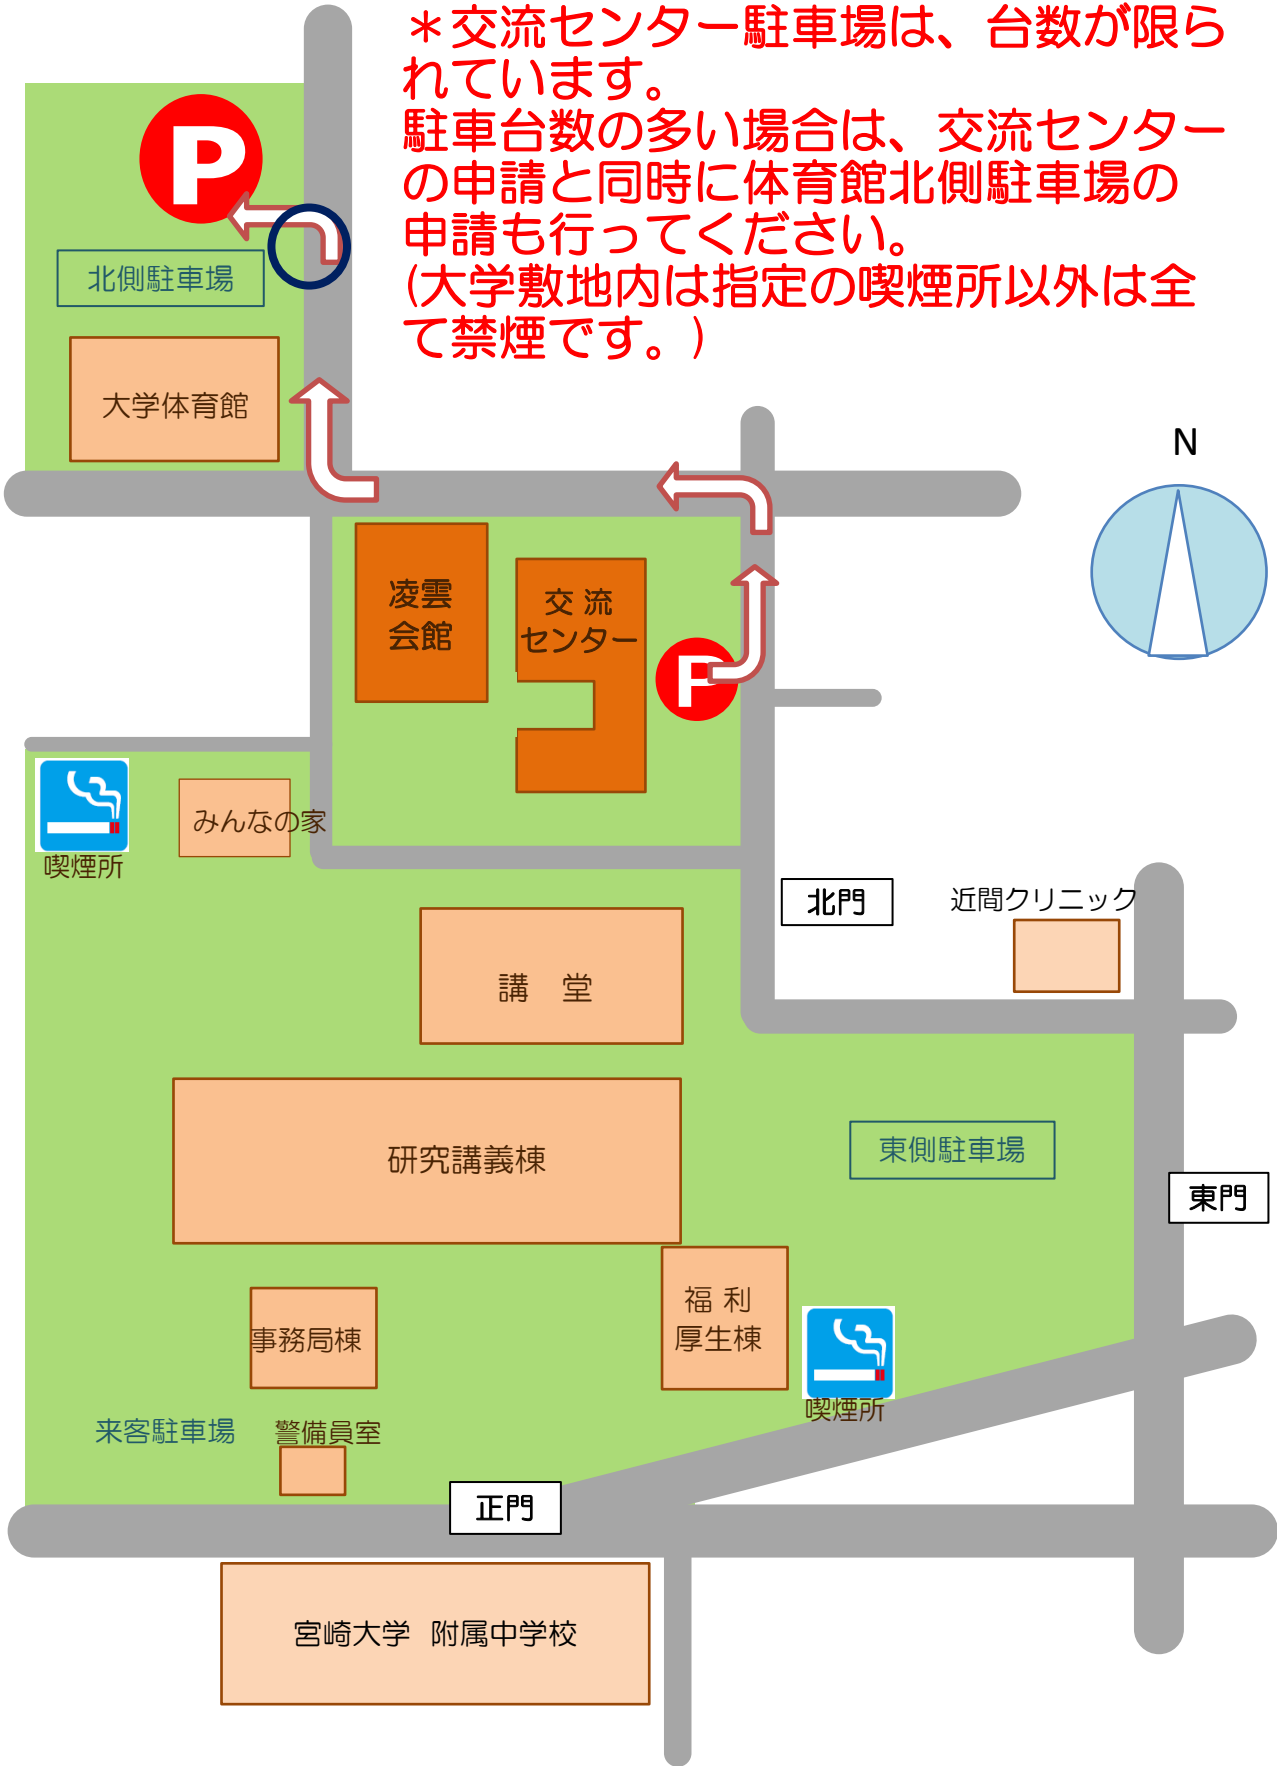 ＊交流センター駐車場は、台数が限ら
れています。
駐車台数の多い場合は、交流センター
の申請と同時に体育館北側駐車場の
申請も行ってください。
(大学敷地内は指定の喫煙所以外は全
て禁煙です。)
P
北側駐車場
大学体育館
N
凌雲
会館
交 流
センター
P
みんなの家
喫煙所
北門
近間クリニック
講　堂
研究講義棟
東側駐車場
東門
福 利
厚生棟
事務局棟
喫煙所
来客駐車場
警備員室
正門
宮崎大学 附属中学校